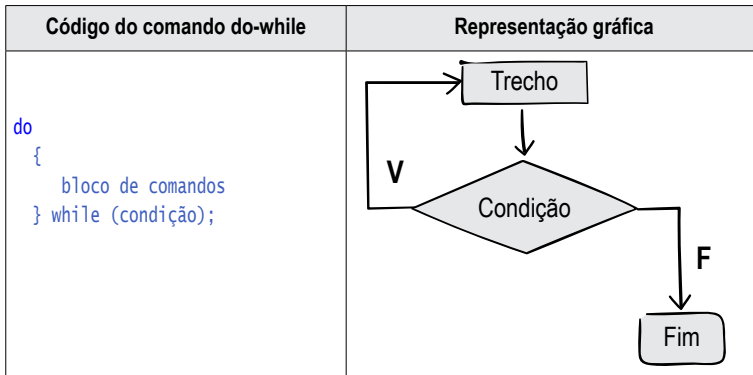 Código do comando do-while
Representação gráfica
do
{
bloco de comandos
} while (condição);
Trecho
V
Condição
F
Fim